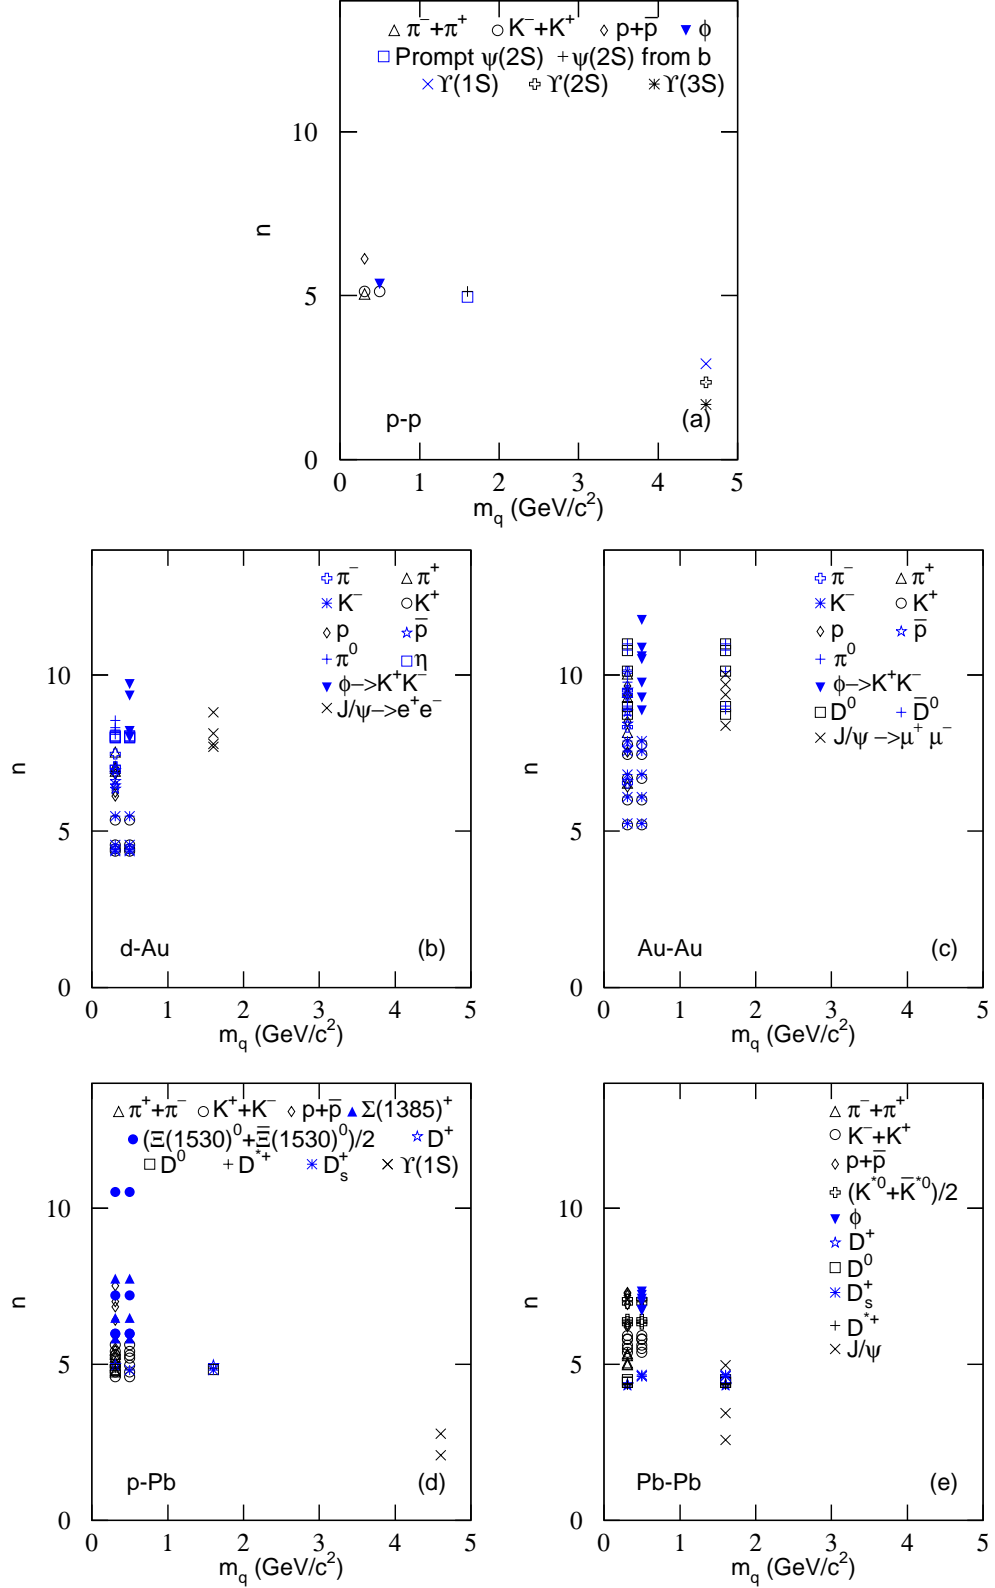 π⁻+π⁺ K⁻+K⁺ p+p̅ ϕ
Prompt ψ(2S) ψ(2S) from b
ϒ(1S) ϒ(2S) ϒ(3S)
10
n
5
p-p (a)
0
0 1 2 3 4 5
m_q (GeV/c²)
π⁻ π⁺
K⁻ K⁺
p p̅
π⁰ η
ϕ–>K⁺K⁻
J/ψ–>e⁺e⁻
10
n
5
d-Au (b)
0
0 1 2 3 4 5
m_q (GeV/c²)
π⁻ π⁺
K⁻ K⁺
p p̅
π⁰
ϕ–>K⁺K⁻
D⁰ D̅⁰
J/ψ –>μ⁺ μ⁻
10
n
5
Au-Au (c)
0
0 1 2 3 4 5
m_q (GeV/c²)
π⁺+π⁻ K⁺+K⁻ p+p̅ Σ(1385)⁺
(Ξ(1530)⁰+Ξ̅(1530)⁰)/2 D⁺
D⁰ D*⁺ D_s⁺ ϒ(1S)
10
n
5
p-Pb (d)
0
0 1 2 3 4 5
m_q (GeV/c²)
π⁻+π⁺
K⁻+K⁺
p+p̅
(K*⁰+K̅*⁰)/2
ϕ
D⁺
D⁰
D_s⁺
D*⁺
J/ψ
10
n
5
Pb-Pb (e)
0
0 1 2 3 4 5
m_q (GeV/c²)